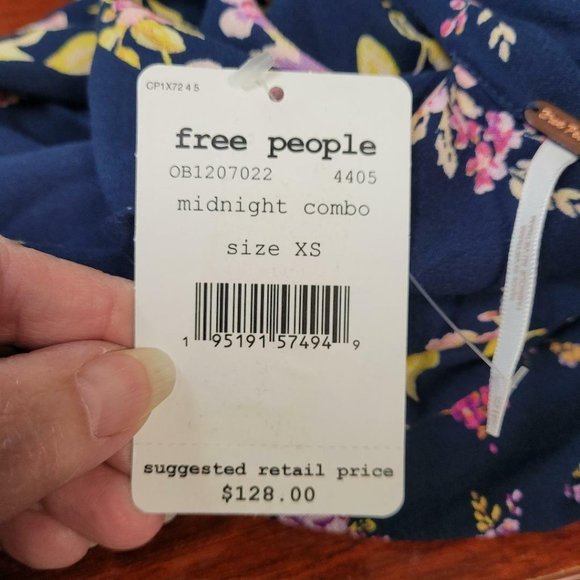 CP1X72 4 5
free people
OB1207022 4405
midnight combo
size XS
1 95191 57494 9
suggested retail price
$128.00